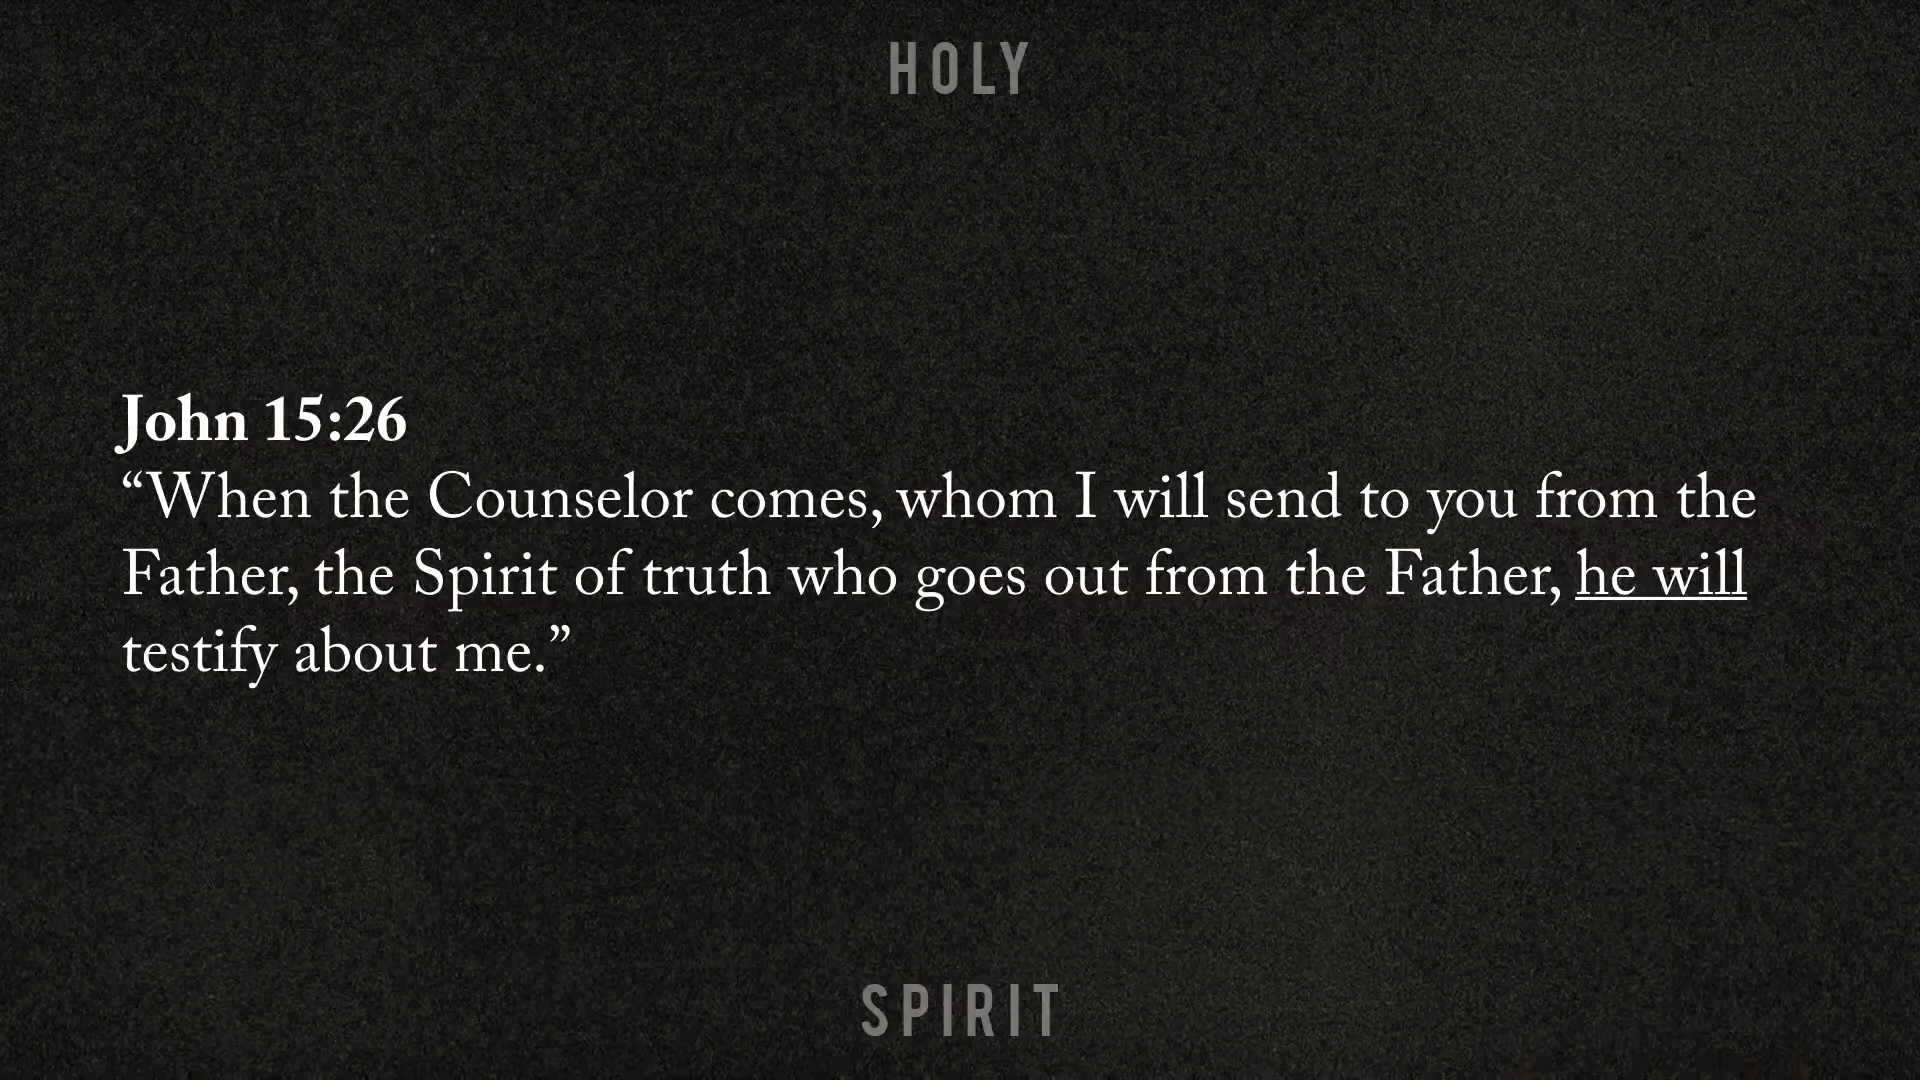 HOLY
John 15:26
“When the Counselor comes, whom I will send to you from the
Father, the Spirit of truth who goes out from the Father, he will
testify about me.”
SPIRIT